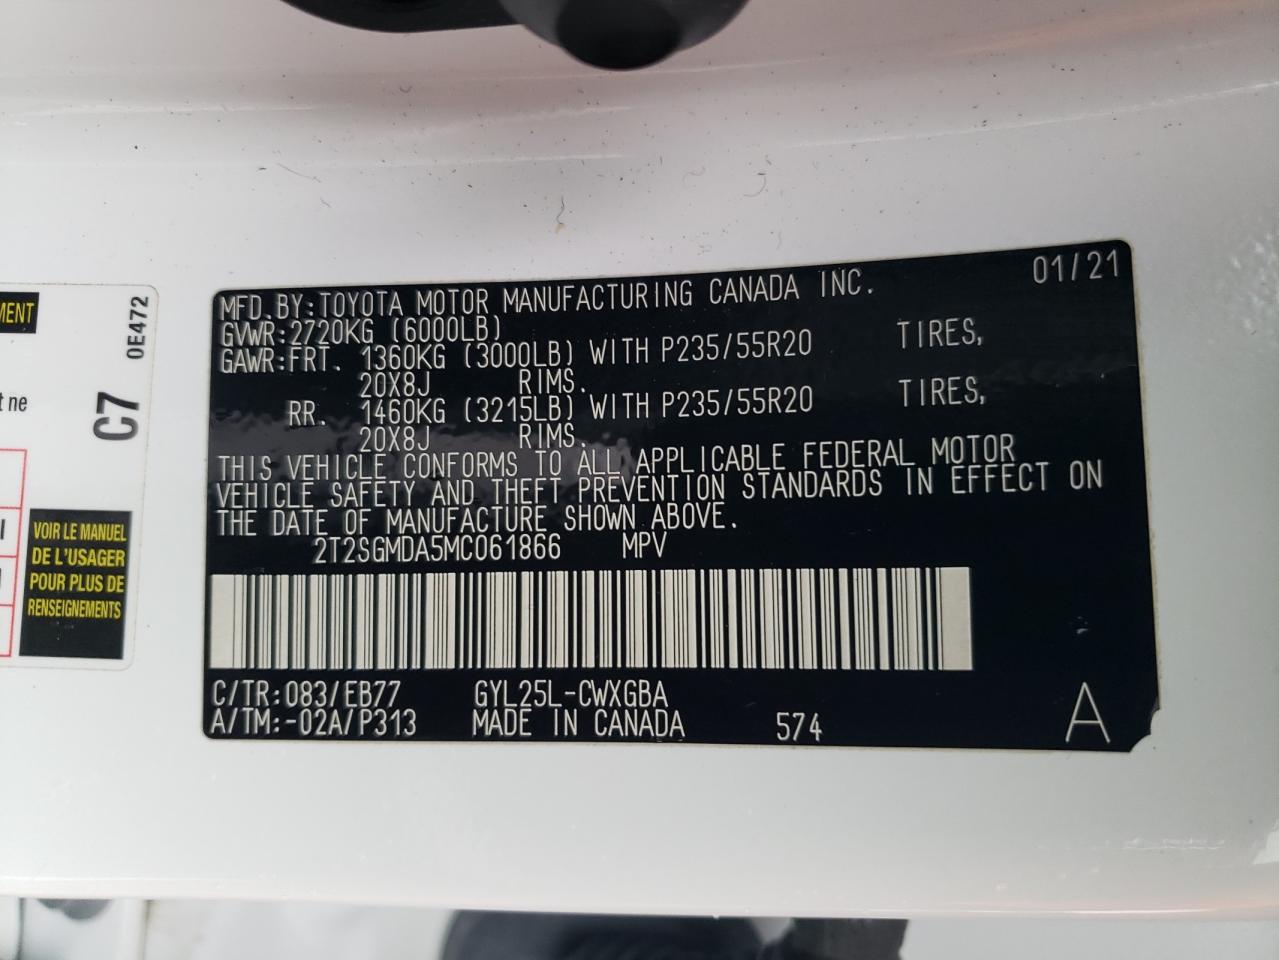 MENT
t ne
C7
0E472
VOIR LE MANUEL
DE L'USAGER
POUR PLUS DE
RENSEIGNEMENTS
01/21
MFD.BY:TOYOTA MOTOR MANUFACTURING CANADA INC.
GVWR:2720KG (6000LB)
GAWR:FRT. 1360KG (3000LB) WITH P235/55R20 TIRES,
20X8J RIMS.
RR. 1460KG (3215LB) WITH P235/55R20 TIRES,
20X8J RIMS.
THIS VEHICLE CONFORMS TO ALL APPLICABLE FEDERAL MOTOR
VEHICLE SAFETY AND THEFT PREVENTION STANDARDS IN EFFECT ON
THE DATE OF MANUFACTURE SHOWN ABOVE.
2T2SGMDA5MC061866 MPV
C/TR:083/EB77 GYL25L-CWXGBA
A/TM:-02A/P313 MADE IN CANADA 574 A